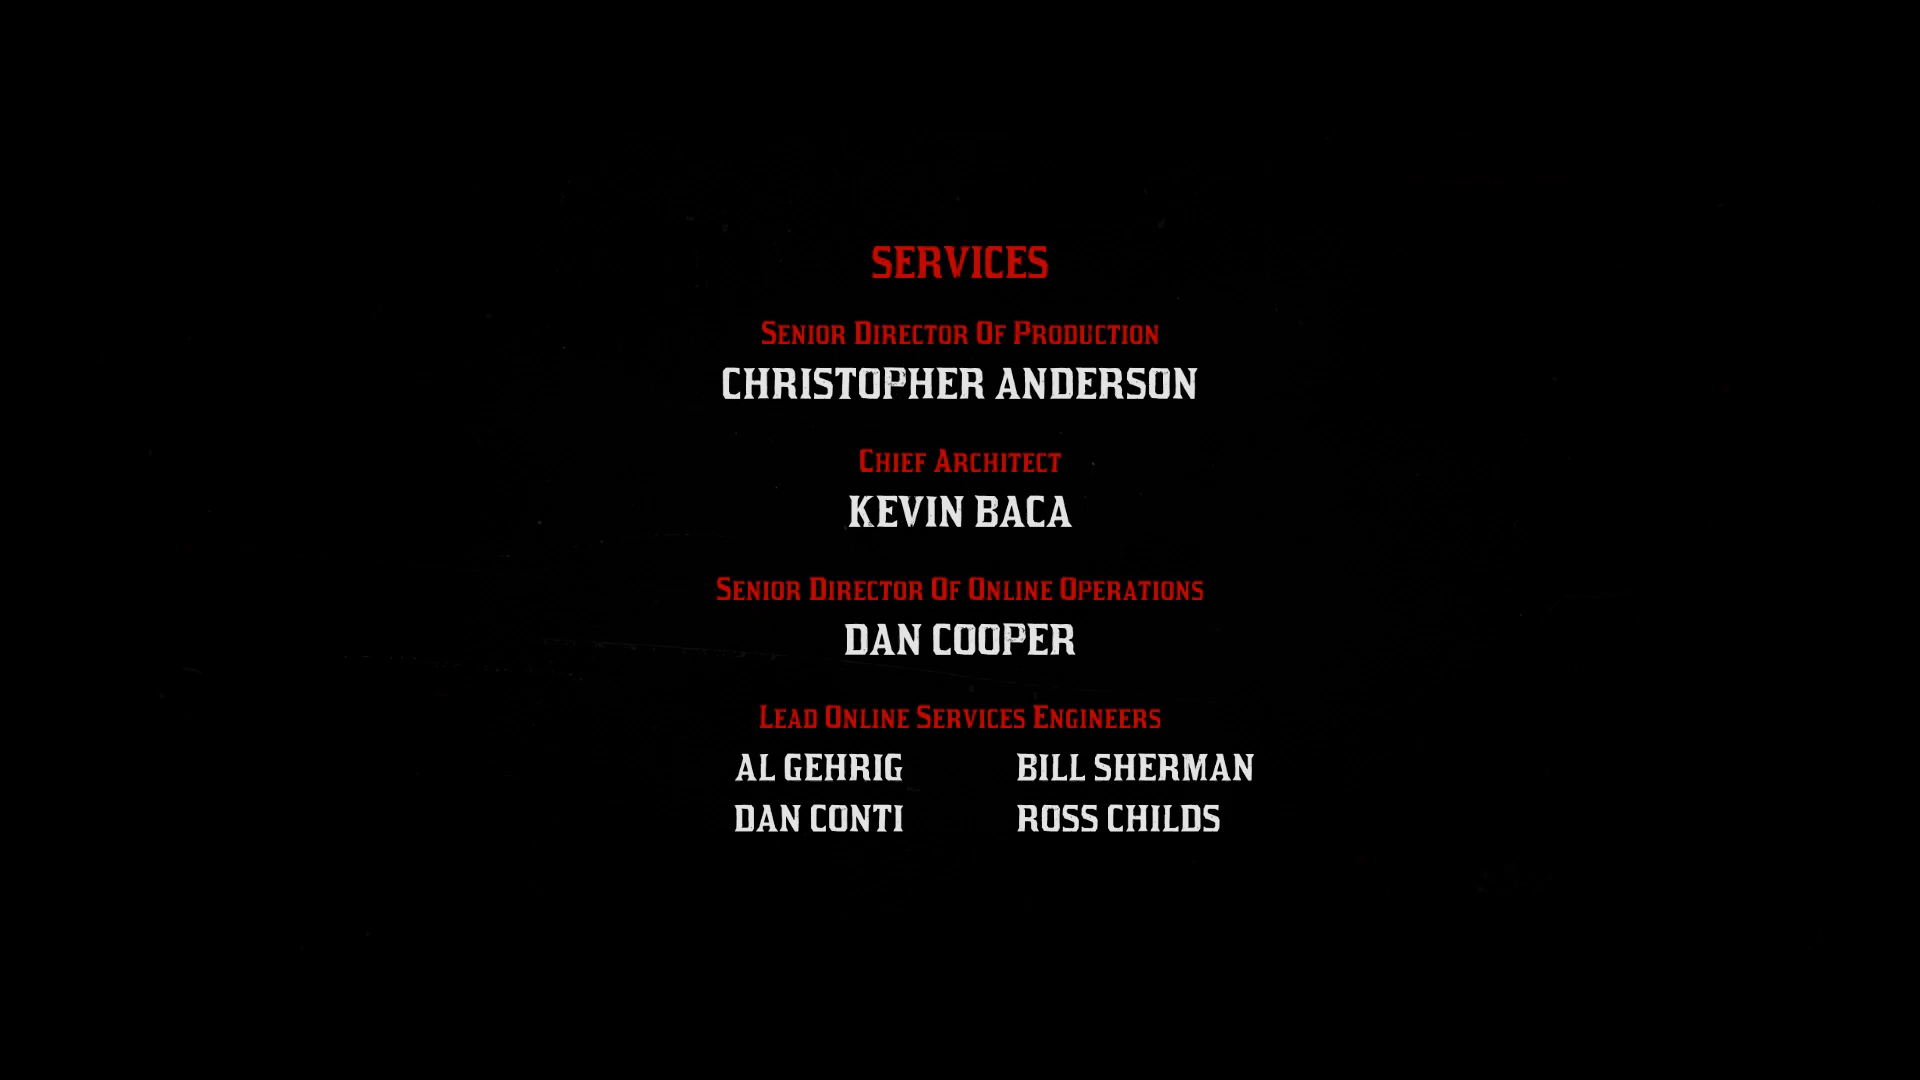 SERVICES
Senior Director Of Production
CHRISTOPHER ANDERSON
Chief Architect
KEVIN BACA
Senior Director Of Online Operations
DAN COOPER
Lead Online Services Engineers
AL GEHRIG BILL SHERMAN
DAN CONTI ROSS CHILDS